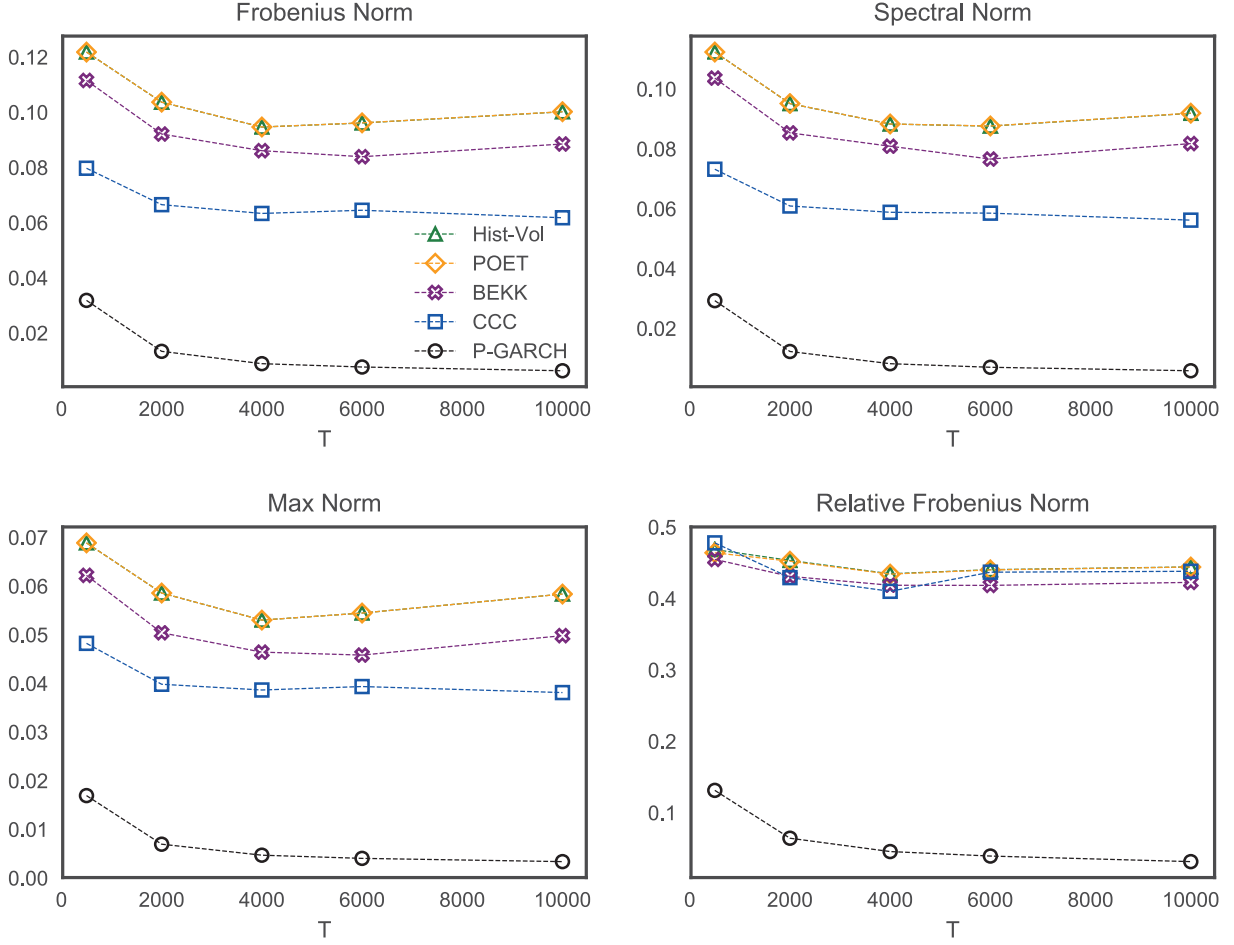 Frobenius Norm
0.12
0.10
0.08
0.06
0.04
0.02
Hist-Vol
POET
BEKK
CCC
P-GARCH
0 2000 4000 6000 8000 10000
T
Spectral Norm
0.10
0.08
0.06
0.04
0.02
0 2000 4000 6000 8000 10000
T
Max Norm
0.07
0.06
0.05
0.04
0.03
0.02
0.01
0.00
0 2000 4000 6000 8000 10000
T
Relative Frobenius Norm
0.5
0.4
0.3
0.2
0.1
0 2000 4000 6000 8000 10000
T